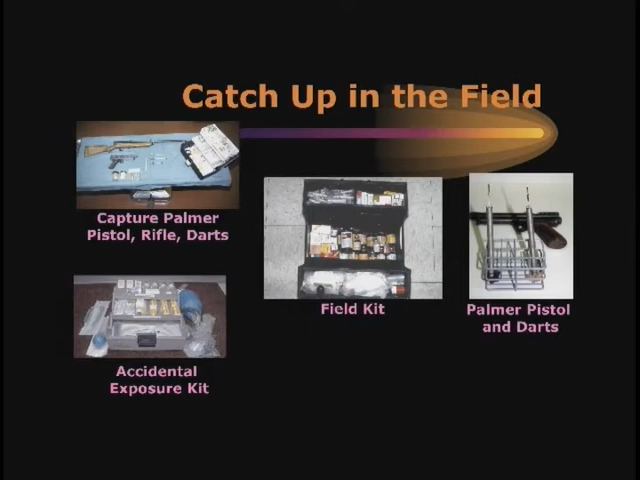 Catch Up in the Field
Capture Palmer
Pistol, Rifle, Darts
Field Kit
Palmer Pistol
and Darts
Accidental
Exposure Kit